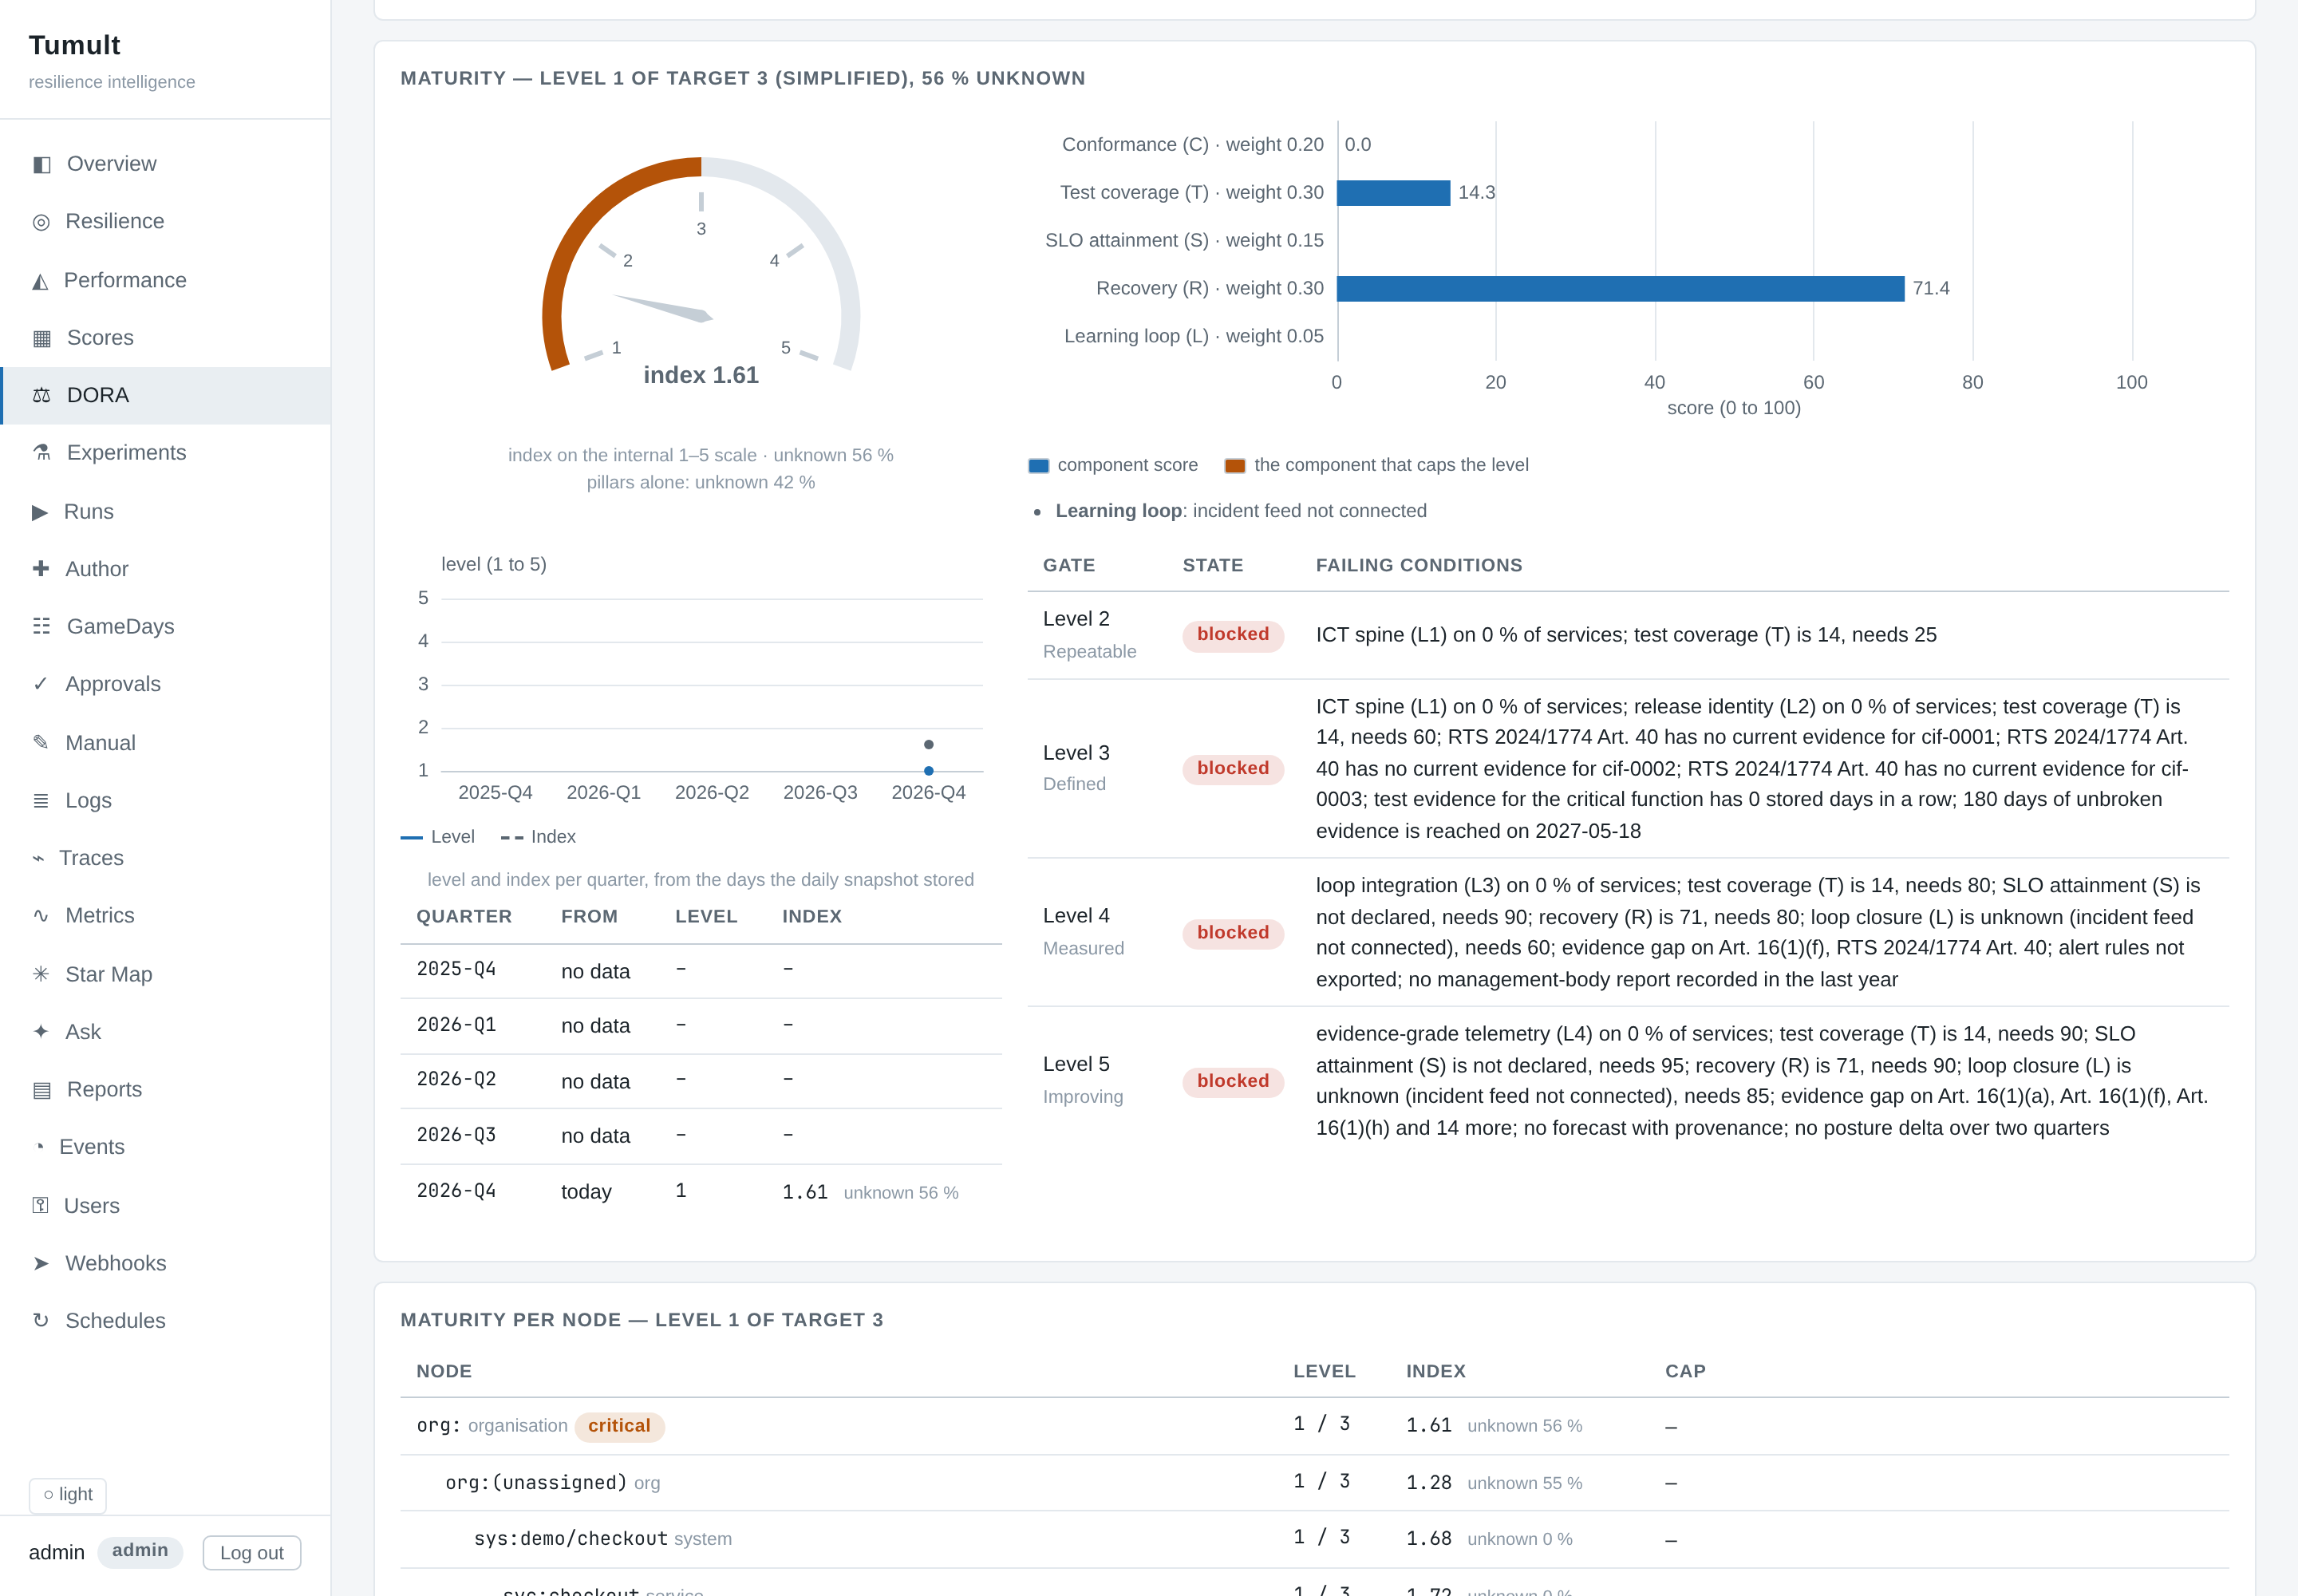 Tumult
resilience intelligence
Overview
Resilience
Performance
Scores
DORA
Experiments
Runs
Author
GameDays
Approvals
Manual
Logs
Traces
Metrics
Star Map
Ask
Reports
Events
Users
Webhooks
Schedules
light
admin admin Log out
MATURITY — LEVEL 1 OF TARGET 3 (SIMPLIFIED), 56 % UNKNOWN
1
2
3
4
5
index 1.61
index on the internal 1–5 scale · unknown 56 %
pillars alone: unknown 42 %
Conformance (C) · weight 0.20 0.0
Test coverage (T) · weight 0.30 14.3
SLO attainment (S) · weight 0.15
Recovery (R) · weight 0.30 71.4
Learning loop (L) · weight 0.05
0 20 40 60 80 100
score (0 to 100)
component score the component that caps the level
• Learning loop: incident feed not connected
level (1 to 5)
5
4
3
2
1
2025-Q4 2026-Q1 2026-Q2 2026-Q3 2026-Q4
Level Index
level and index per quarter, from the days the daily snapshot stored
QUARTER FROM LEVEL INDEX
2025-Q4 no data – –
2026-Q1 no data – –
2026-Q2 no data – –
2026-Q3 no data – –
2026-Q4 today 1 1.61 unknown 56 %
GATE STATE FAILING CONDITIONS
Level 2
Repeatable
blocked
ICT spine (L1) on 0 % of services; test coverage (T) is 14, needs 25
Level 3
Defined
blocked
ICT spine (L1) on 0 % of services; release identity (L2) on 0 % of services; test coverage (T) is
14, needs 60; RTS 2024/1774 Art. 40 has no current evidence for cif-0001; RTS 2024/1774 Art.
40 has no current evidence for cif-0002; RTS 2024/1774 Art. 40 has no current evidence for cif-
0003; test evidence for the critical function has 0 stored days in a row; 180 days of unbroken
evidence is reached on 2027-05-18
Level 4
Measured
blocked
loop integration (L3) on 0 % of services; test coverage (T) is 14, needs 80; SLO attainment (S) is
not declared, needs 90; recovery (R) is 71, needs 80; loop closure (L) is unknown (incident feed
not connected), needs 60; evidence gap on Art. 16(1)(f), RTS 2024/1774 Art. 40; alert rules not
exported; no management-body report recorded in the last year
Level 5
Improving
blocked
evidence-grade telemetry (L4) on 0 % of services; test coverage (T) is 14, needs 90; SLO
attainment (S) is not declared, needs 95; recovery (R) is 71, needs 90; loop closure (L) is
unknown (incident feed not connected), needs 85; evidence gap on Art. 16(1)(a), Art. 16(1)(f), Art.
16(1)(h) and 14 more; no forecast with provenance; no posture delta over two quarters
MATURITY PER NODE — LEVEL 1 OF TARGET 3
NODE LEVEL INDEX CAP
org: organisation critical 1 / 3 1.61 unknown 56 % –
org:(unassigned) org 1 / 3 1.28 unknown 55 % –
sys:demo/checkout system 1 / 3 1.68 unknown 0 % –
svc:checkout service 1 / 3 1.72 unknown 0 %